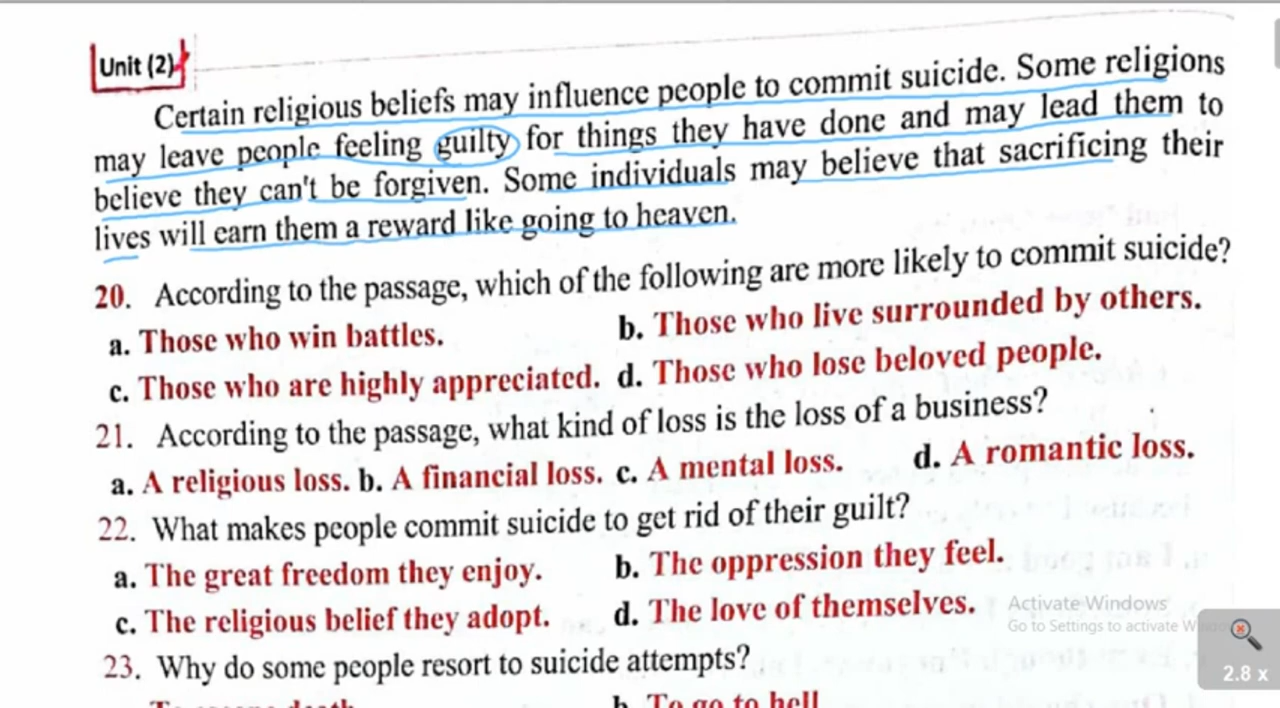 Unit (2)
Certain religious beliefs may influence people to commit suicide. Some religions
may leave people feeling guilty for things they have done and may lead them to
believe they can't be forgiven. Some individuals may believe that sacrificing their
lives will earn them a reward like going to heaven.
20. According to the passage, which of the following are more likely to commit suicide?
a. Those who win battles. b. Those who live surrounded by others.
c. Those who are highly appreciated. d. Those who lose beloved people.
21. According to the passage, what kind of loss is the loss of a business?
a. A religious loss. b. A financial loss. c. A mental loss. d. A romantic loss.
22. What makes people commit suicide to get rid of their guilt?
a. The great freedom they enjoy. b. The oppression they feel.
c. The religious belief they adopt. d. The love of themselves.
Activate Windows
Go to Settings to activate
23. Why do some people resort to suicide attempts?
2.8 x
To escape death b. To go to hell